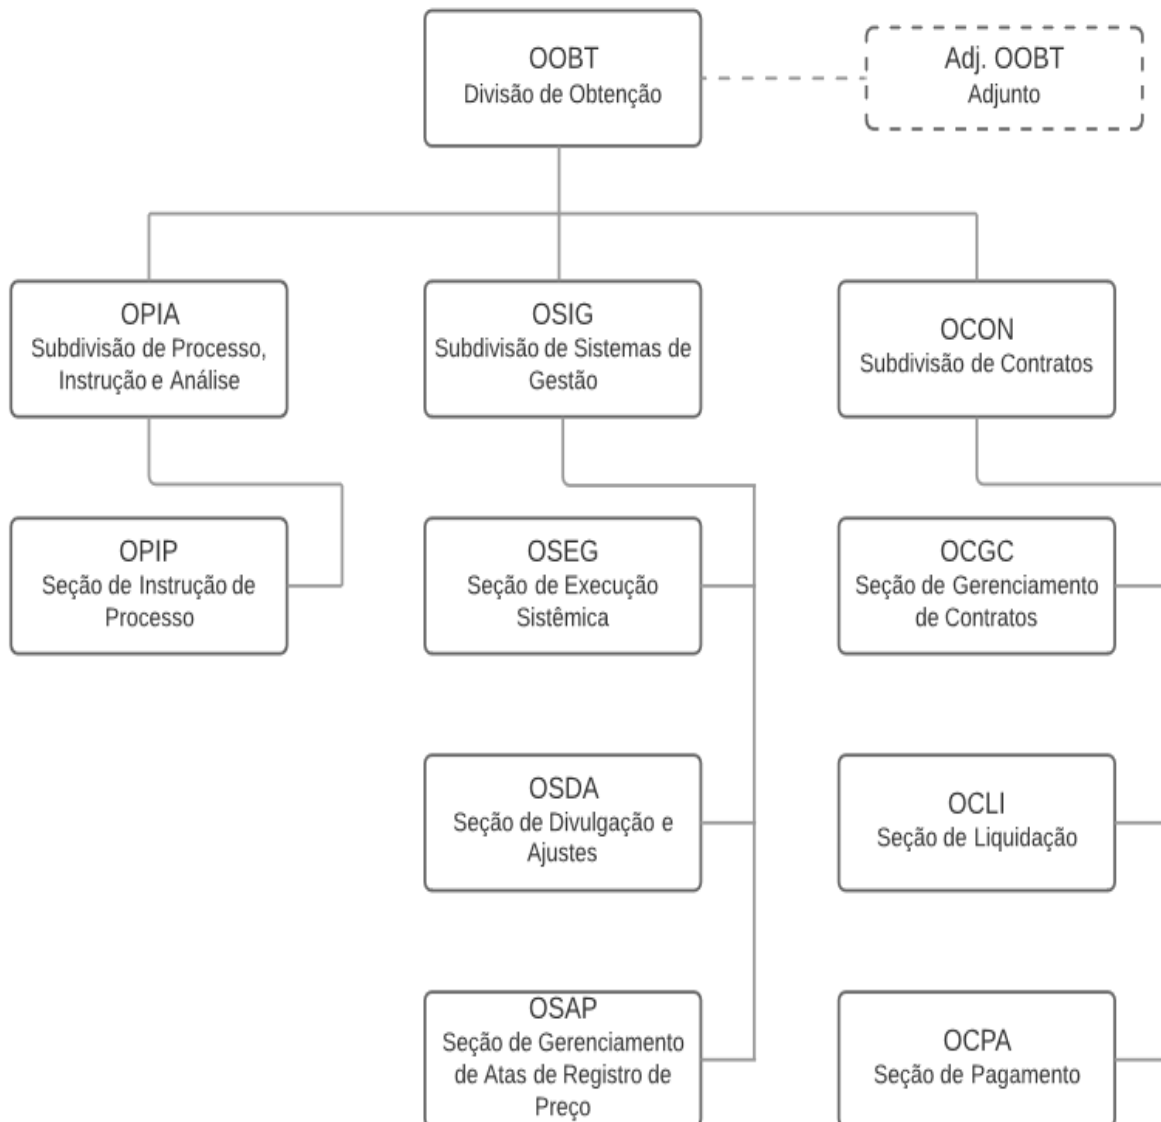 OOBT
Divisão de Obtenção
Adj. OOBT
Adjunto
OPIA
Subdivisão de Processo,
Instrução e Análise
OSIG
Subdivisão de Sistemas de
Gestão
OCON
Subdivisão de Contratos
OPIP
Seção de Instrução de
Processo
OSEG
Seção de Execução
Sistêmica
OCGC
Seção de Gerenciamento
de Contratos
OSDA
Seção de Divulgação e
Ajustes
OCLI
Seção de Liquidação
OSAP
Seção de Gerenciamento
de Atas de Registro de
Preço
OCPA
Seção de Pagamento